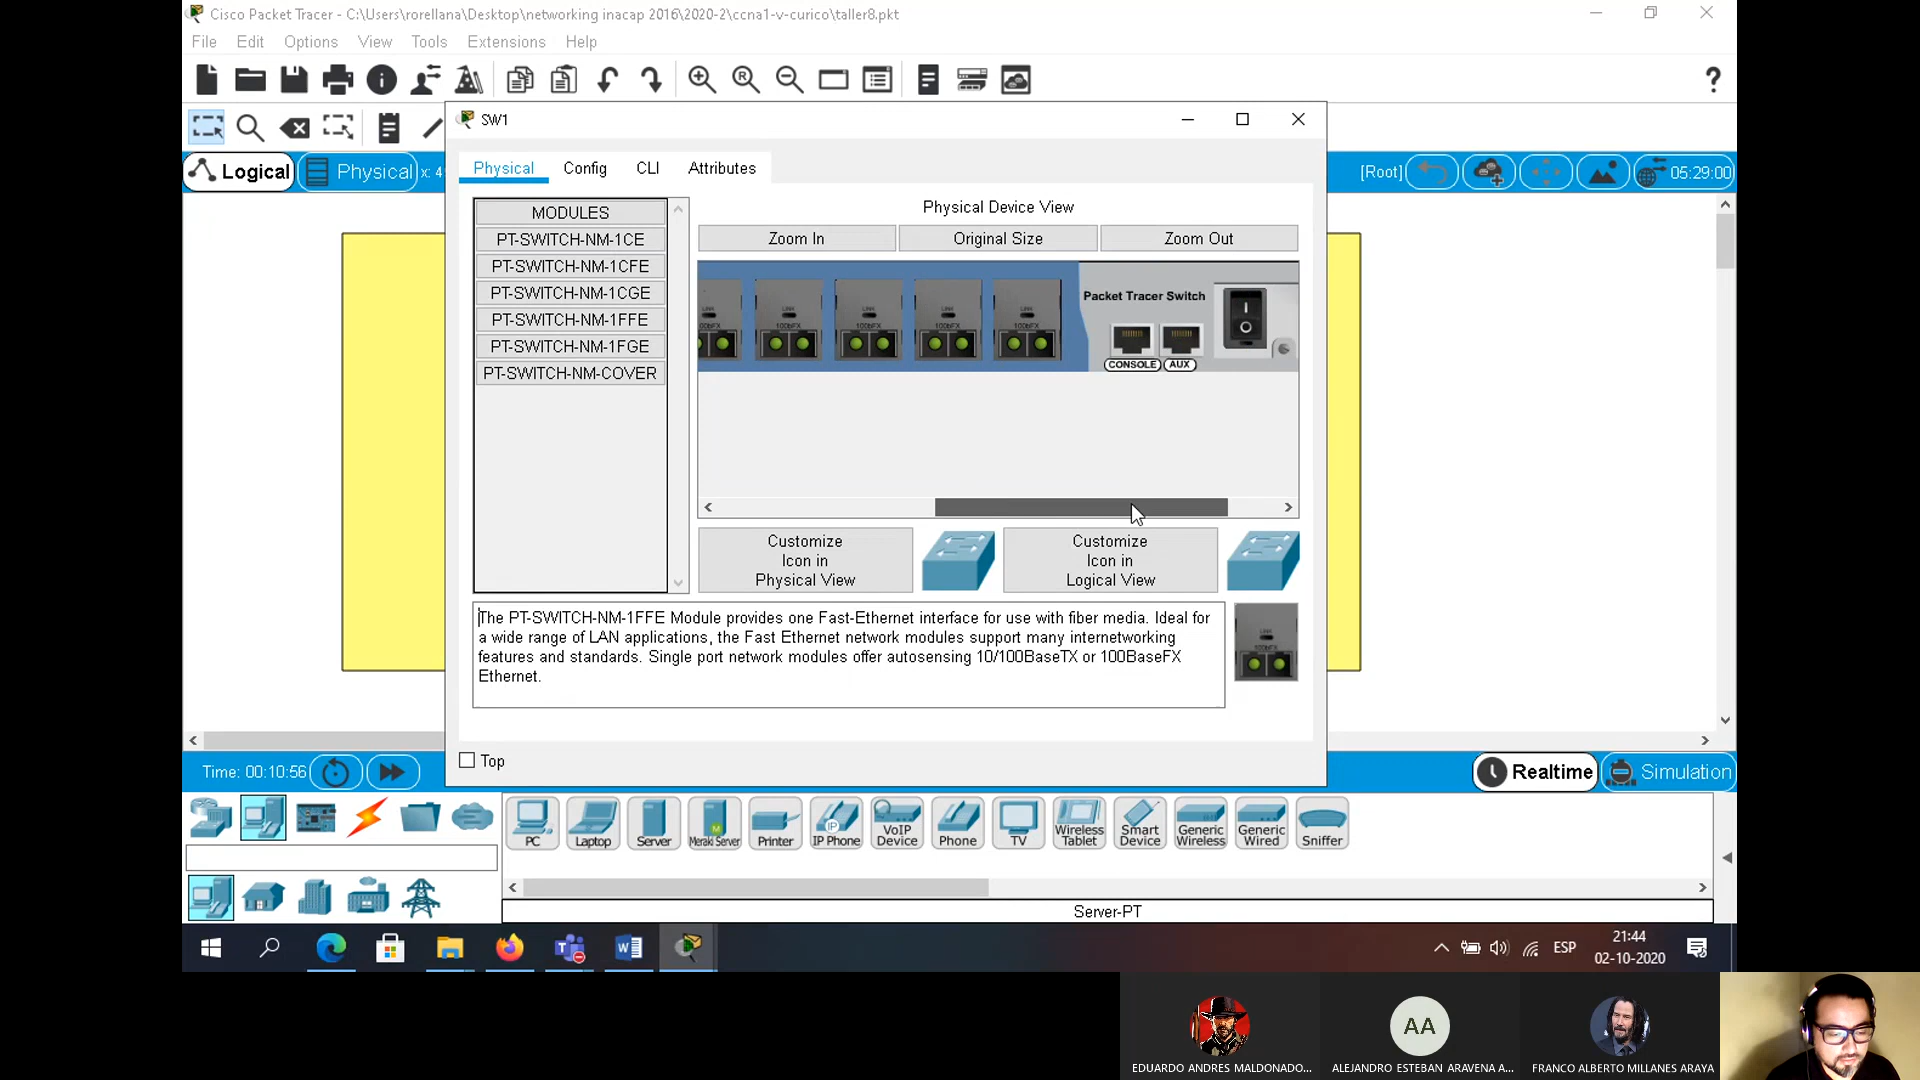 Cisco Packet Tracer - C:\Users\rorellana\Desktop\networking inacap 2016\2020-2\ccna1-v-curico\taller8.pkt
File Edit Options View Tools Extensions Help
SW1
Logical
Physical
x: 4
[Root]
05:29:00
Physical Config CLI Attributes
MODULES
PT-SWITCH-NM-1CE
PT-SWITCH-NM-1CFE
PT-SWITCH-NM-1CGE
PT-SWITCH-NM-1FFE
PT-SWITCH-NM-1FGE
PT-SWITCH-NM-COVER
Physical Device View
Zoom In
Original Size
Zoom Out
Packet Tracer Switch
CONSOLE
AUX
Customize
Icon in
Physical View
Customize
Icon in
Logical View
The PT-SWITCH-NM-1FFE Module provides one Fast-Ethernet interface for use with fiber media. Ideal for
a wide range of LAN applications, the Fast Ethernet network modules support many internetworking
features and standards. Single port network modules offer autosensing 10/100BaseTX or 100BaseFX
Ethernet.
Top
Time: 00:10:56
Realtime
Simulation
PC
Laptop
Server
Meraki Server
Printer
IP
IP Phone
VoIP
Device
Phone
TV
Wireless
Tablet
Smart
Device
Generic
Wireless
Generic
Wired
Sniffer
Server-PT
ESP
21:44
02-10-2020
AA
EDUARDO ANDRES MALDONADO...
ALEJANDRO ESTEBAN ARAVENA A...
FRANCO ALBERTO MILLANES ARAYA